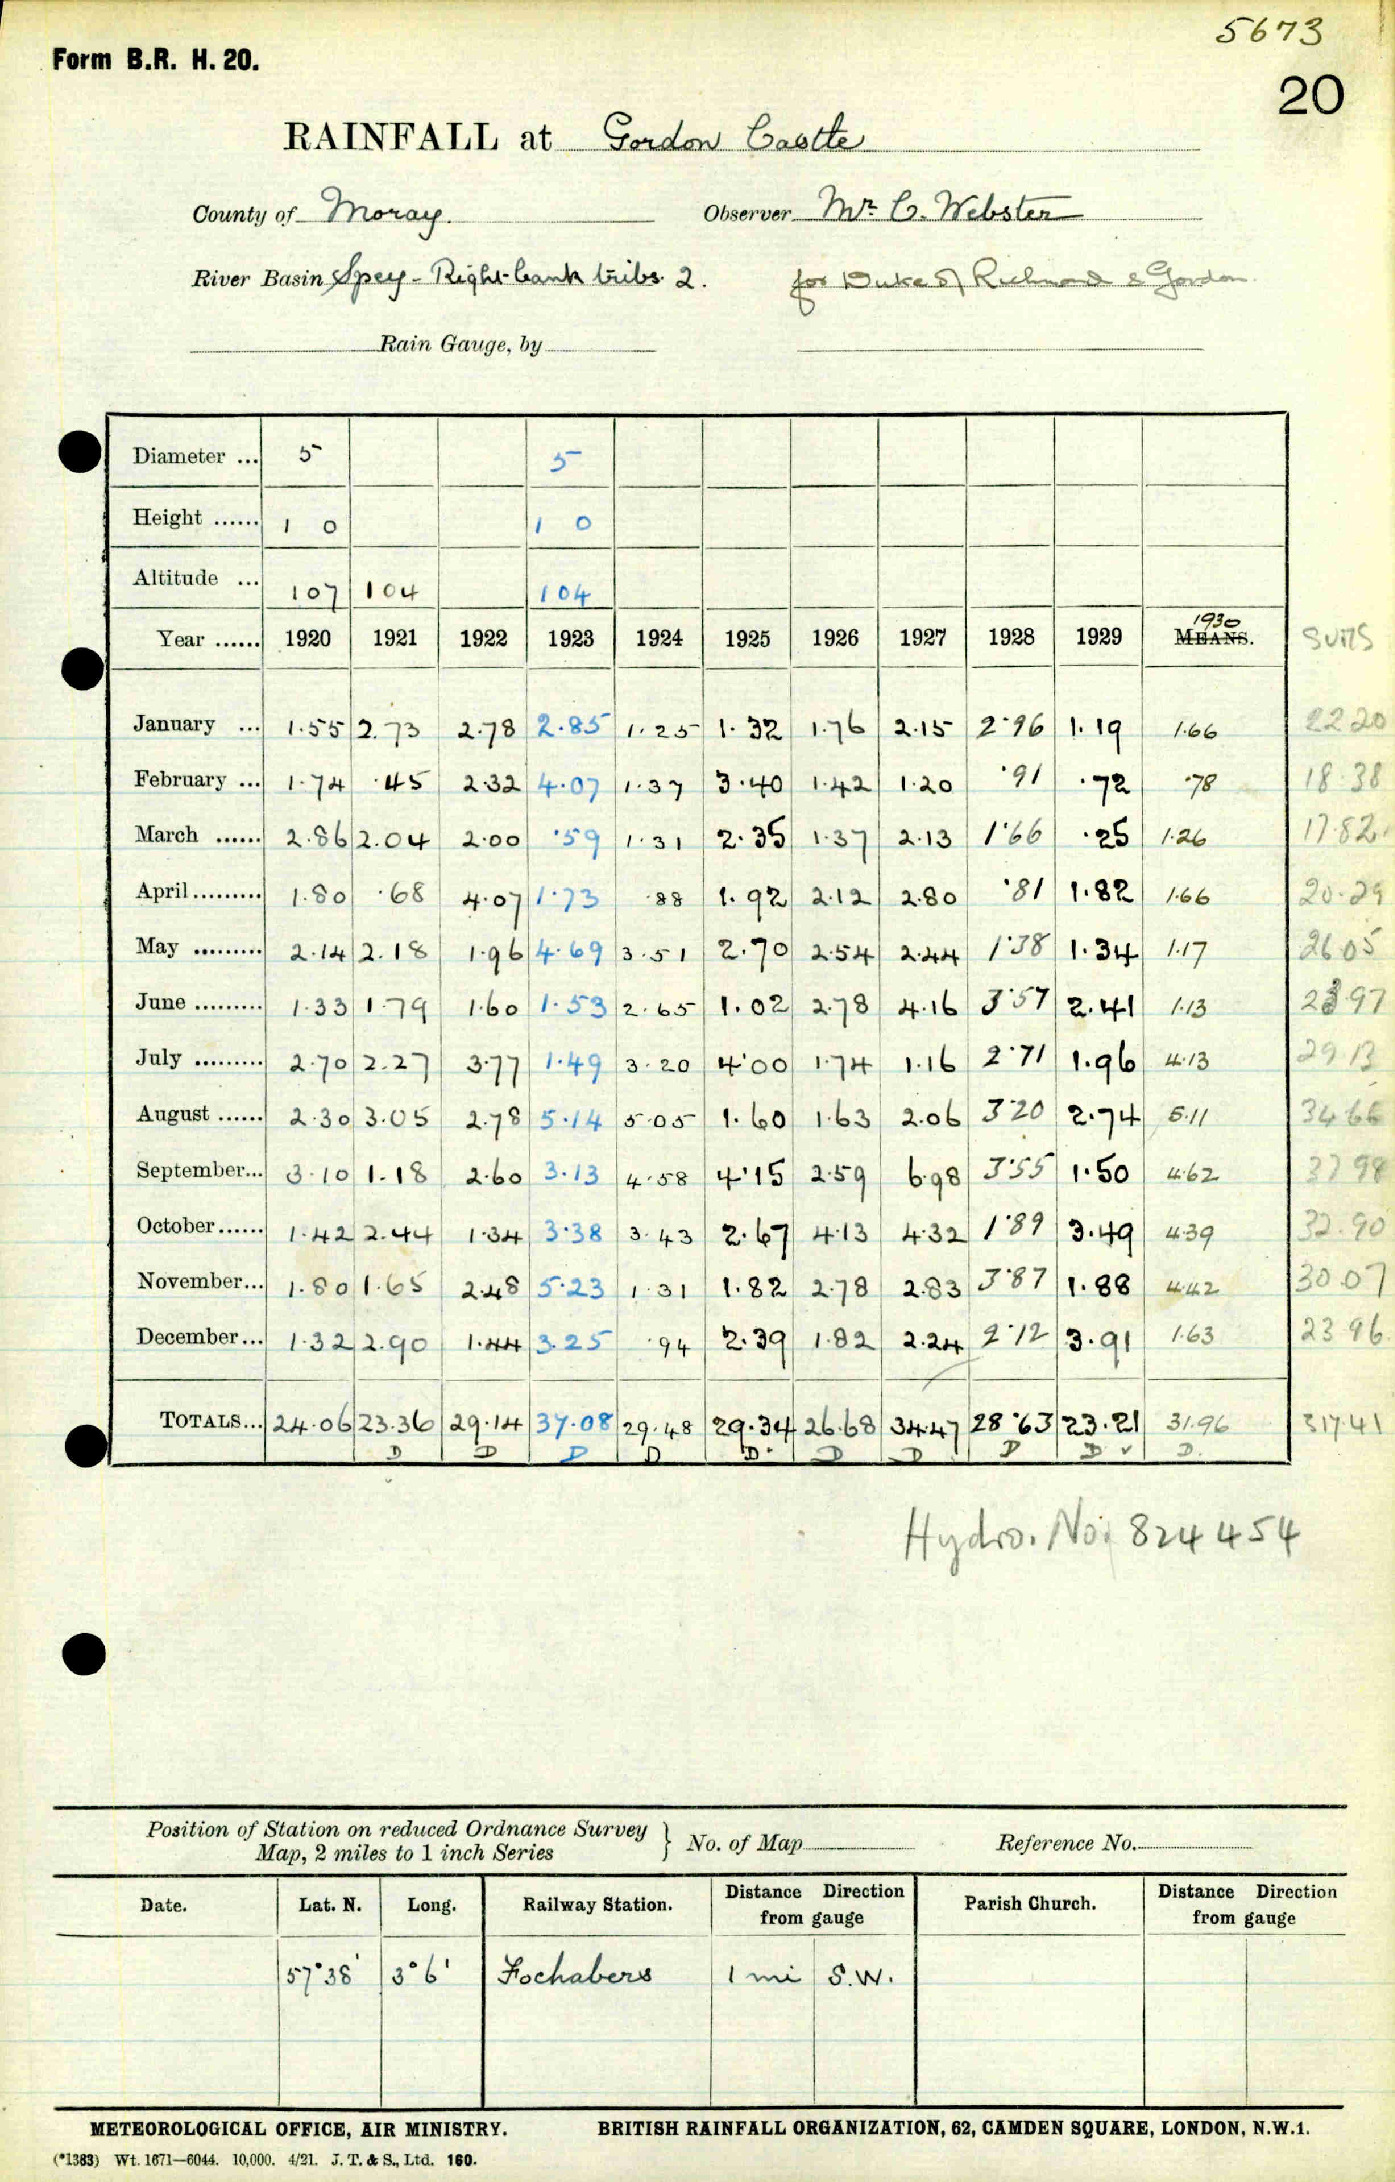 5673
Form B.R. H. 20.
20
RAINFALL at Gordon Castle
County of Moray. Observer Mr. C. Webster
River Basin Spey - Right bank tribs. 2. for Duke of Richmond & Gordon
Rain Gauge, by
Diameter ... 5 5
Height ...... 1 0 1 0
Altitude ... 107 104 104
1930
Year ...... 1920 1921 1922 1923 1924 1925 1926 1927 1928 1929 MEANS. SUMS
January ... 1.55 2.73 2.78 2.85 1.25 1.32 1.76 2.15 2.96 1.19 1.66 22.20
February ... 1.74 .45 2.32 4.07 1.37 3.40 1.42 1.20 .91 .72 .78 18.38
March ...... 2.86 2.04 2.00 .59 1.31 2.35 1.37 2.13 1.66 .25 1.26 17.82
April ......... 1.80 .68 4.07 1.73 .88 1.92 2.12 2.80 .81 1.82 1.66 20.29
May ......... 2.14 2.18 1.96 4.69 3.51 2.70 2.54 2.44 1.38 1.34 1.17 26.05
June ......... 1.33 1.79 1.60 1.53 2.65 1.02 2.78 4.16 3.57 2.41 1.13 23.97
July ......... 2.70 2.27 3.77 1.49 3.20 4.00 1.74 1.16 2.71 1.96 4.13 29.13
August ...... 2.30 3.05 2.78 5.14 5.05 1.60 1.63 2.06 3.20 2.74 5.11 34.66
September... 3.10 1.18 2.60 3.13 4.58 4.15 2.59 6.98 3.55 1.50 4.62 37.98
October...... 1.42 2.44 1.34 3.38 3.43 2.67 4.13 4.32 1.89 3.49 4.39 32.90
November... 1.80 1.65 2.48 5.23 1.31 1.82 2.78 2.83 3.87 1.88 4.42 30.07
December... 1.32 2.90 1.44 3.25 .94 2.39 1.82 2.24 2.12 3.91 1.63 23.96
TOTALS... 24.06 23.36 29.14 37.08 29.48 29.34 26.68 34.47 28.63 23.21 31.96 317.41
D D D D D D D D D ✓ D.
Hydro. No: 824454
Position of Station on reduced Ordnance Survey
Map, 2 miles to 1 inch Series } No. of Map Reference No.
Date. Lat. N. Long. Railway Station. Distance Direction from gauge Parish Church. Distance Direction from gauge
57°38' 3°6' Fochabers 1 mi S.W.
METEOROLOGICAL OFFICE, AIR MINISTRY. BRITISH RAINFALL ORGANIZATION, 62, CAMDEN SQUARE, LONDON, N.W.1.
(*1383) Wt. 1671—6044. 10,000. 4/21. J. T. & S., Ltd. 160.